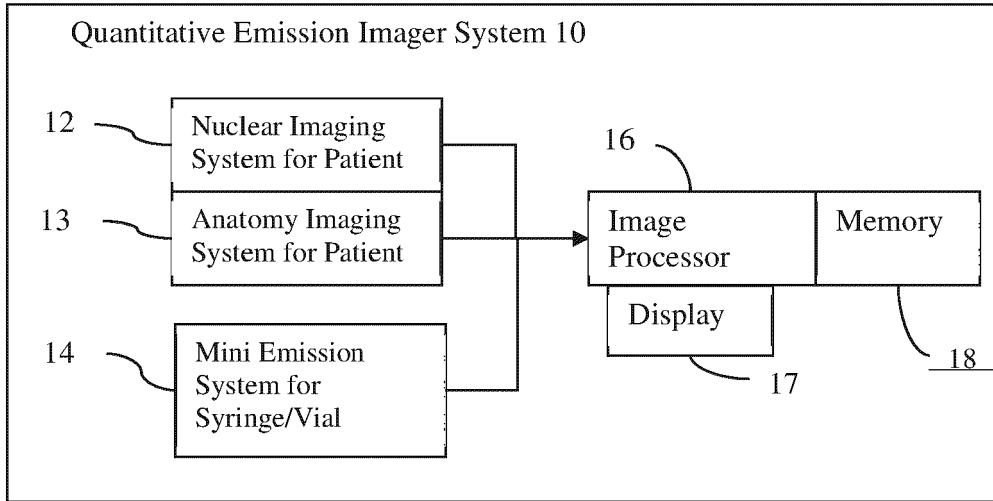 Quantitative Emission Imager System 10
12
Nuclear Imaging
System for Patient
13
Anatomy Imaging
System for Patient
14
Mini Emission
System for
Syringe/Vial
16
Image
Processor
Memory
Display
17
18